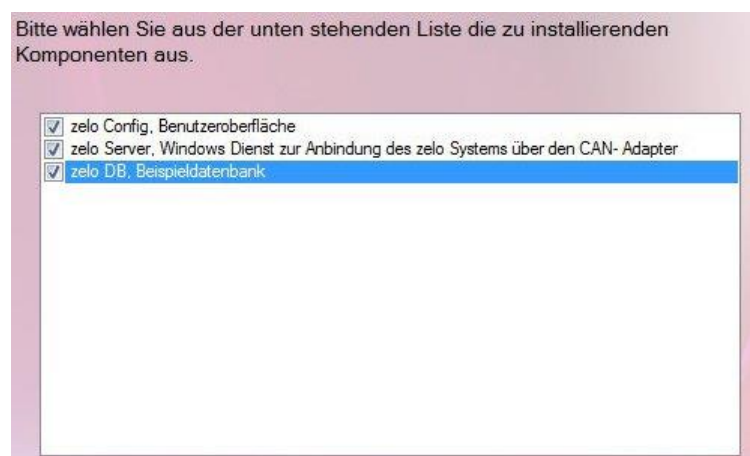 Bitte wählen Sie aus der unten stehenden Liste die zu installierenden
Komponenten aus.
zelo Config, Benutzeroberfläche
zelo Server, Windows Dienst zur Anbindung des zelo Systems über den CAN- Adapter
zelo DB, Beispieldatenbank